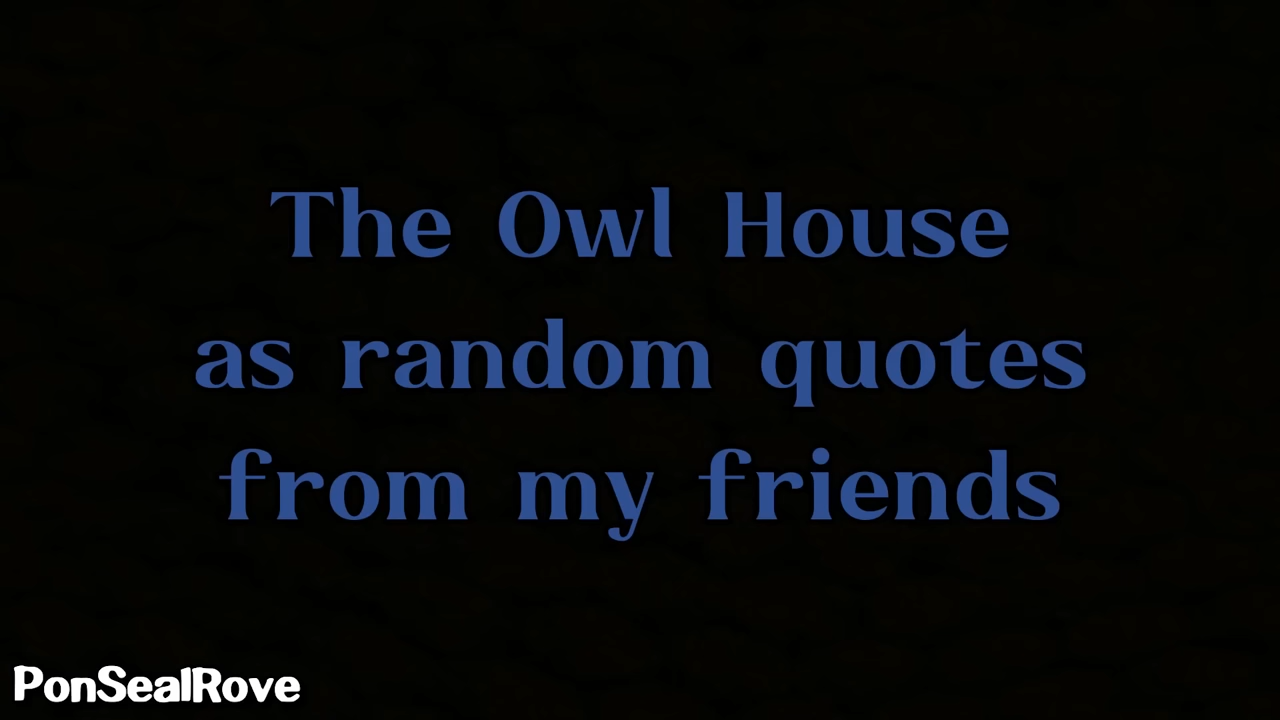 The Owl House
as random quotes
from my friends
PonSealRove